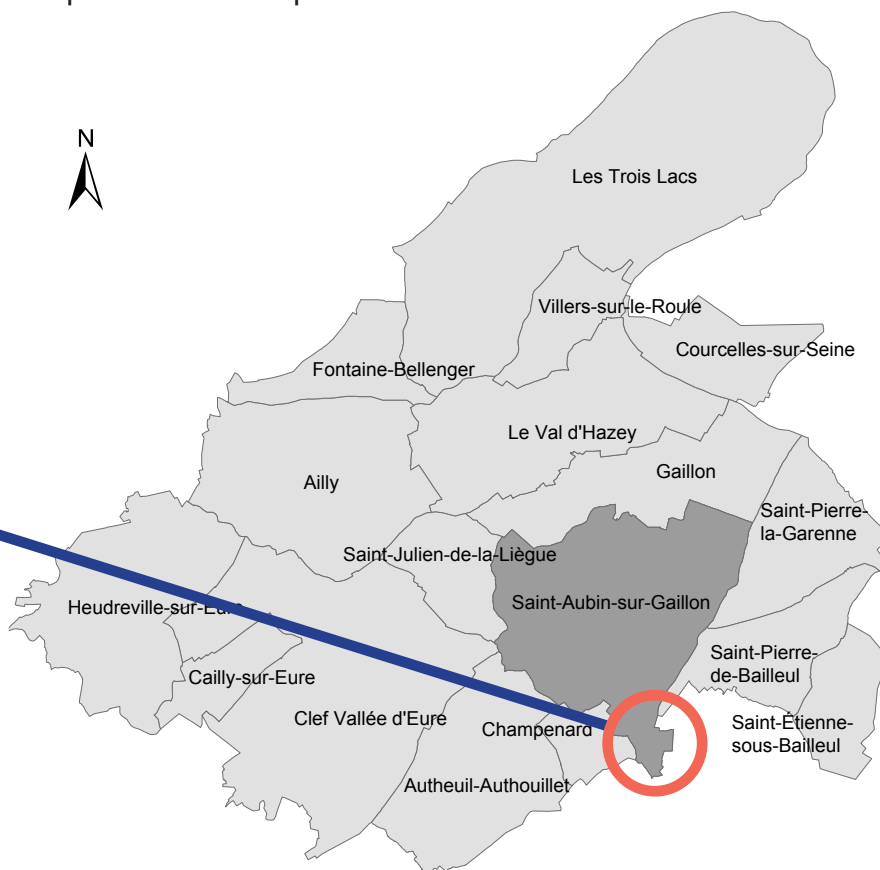 N
Les Trois Lacs
Villers-sur-le-Roule
Courcelles-sur-Seine
Fontaine-Bellenger
Le Val d'Hazey
Gaillon
Ailly
Saint-Pierre-
la-Garenne
Saint-Julien-de-la-Liègue
Saint-Aubin-sur-Gaillon
Heudreville-sur-Eure
Saint-Pierre-
de-Bailleul
Cailly-sur-Eure
Clef Vallée d'Eure
Champenard
Saint-Étienne-
sous-Bailleul
Autheuil-Authouillet